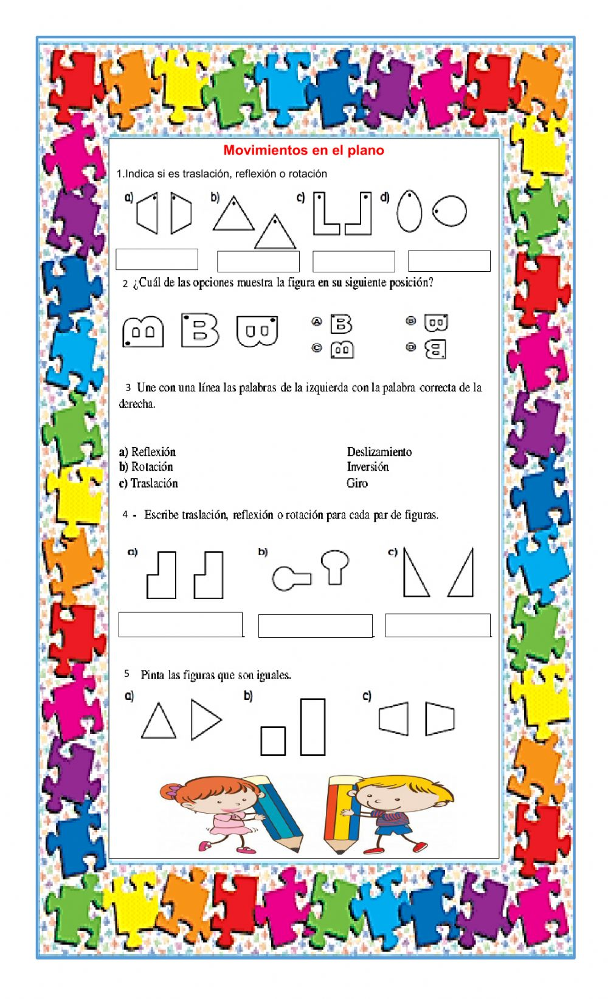 Movimientos en el plano
1.Indica si es traslación, reflexión o rotación
a) b) c) d)
2 ¿Cuál de las opciones muestra la figura en su siguiente posición?
B B B A B B B
C B D B
3 Une con una línea las palabras de la izquierda con la palabra correcta de la
derecha.
a) Reflexión Deslizamiento
b) Rotación Inversión
c) Traslación Giro
4 - Escribe traslación, reflexión o rotación para cada par de figuras.
a) b) c)
5 Pinta las figuras que son iguales.
a) b) c)